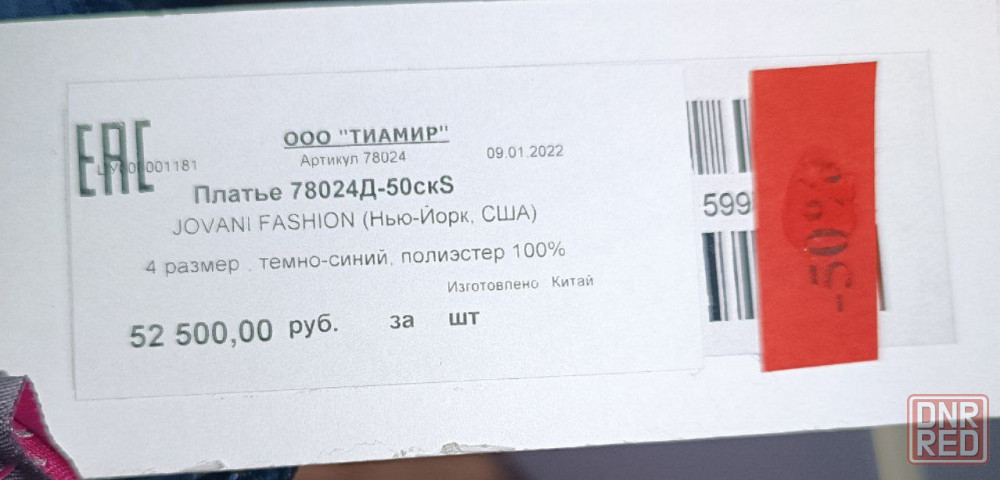 ЕАС
ООО "ТИАМИР"
Артикул 78024
09.01.2022
Платье 78024Д-50скS
JOVANI FASHION (Нью-Йорк, США)
4 размер . темно-синий, полиэстер 100%
Изготовлено Китай
52 500,00 руб. за шт
599
-50%
DNR
RED